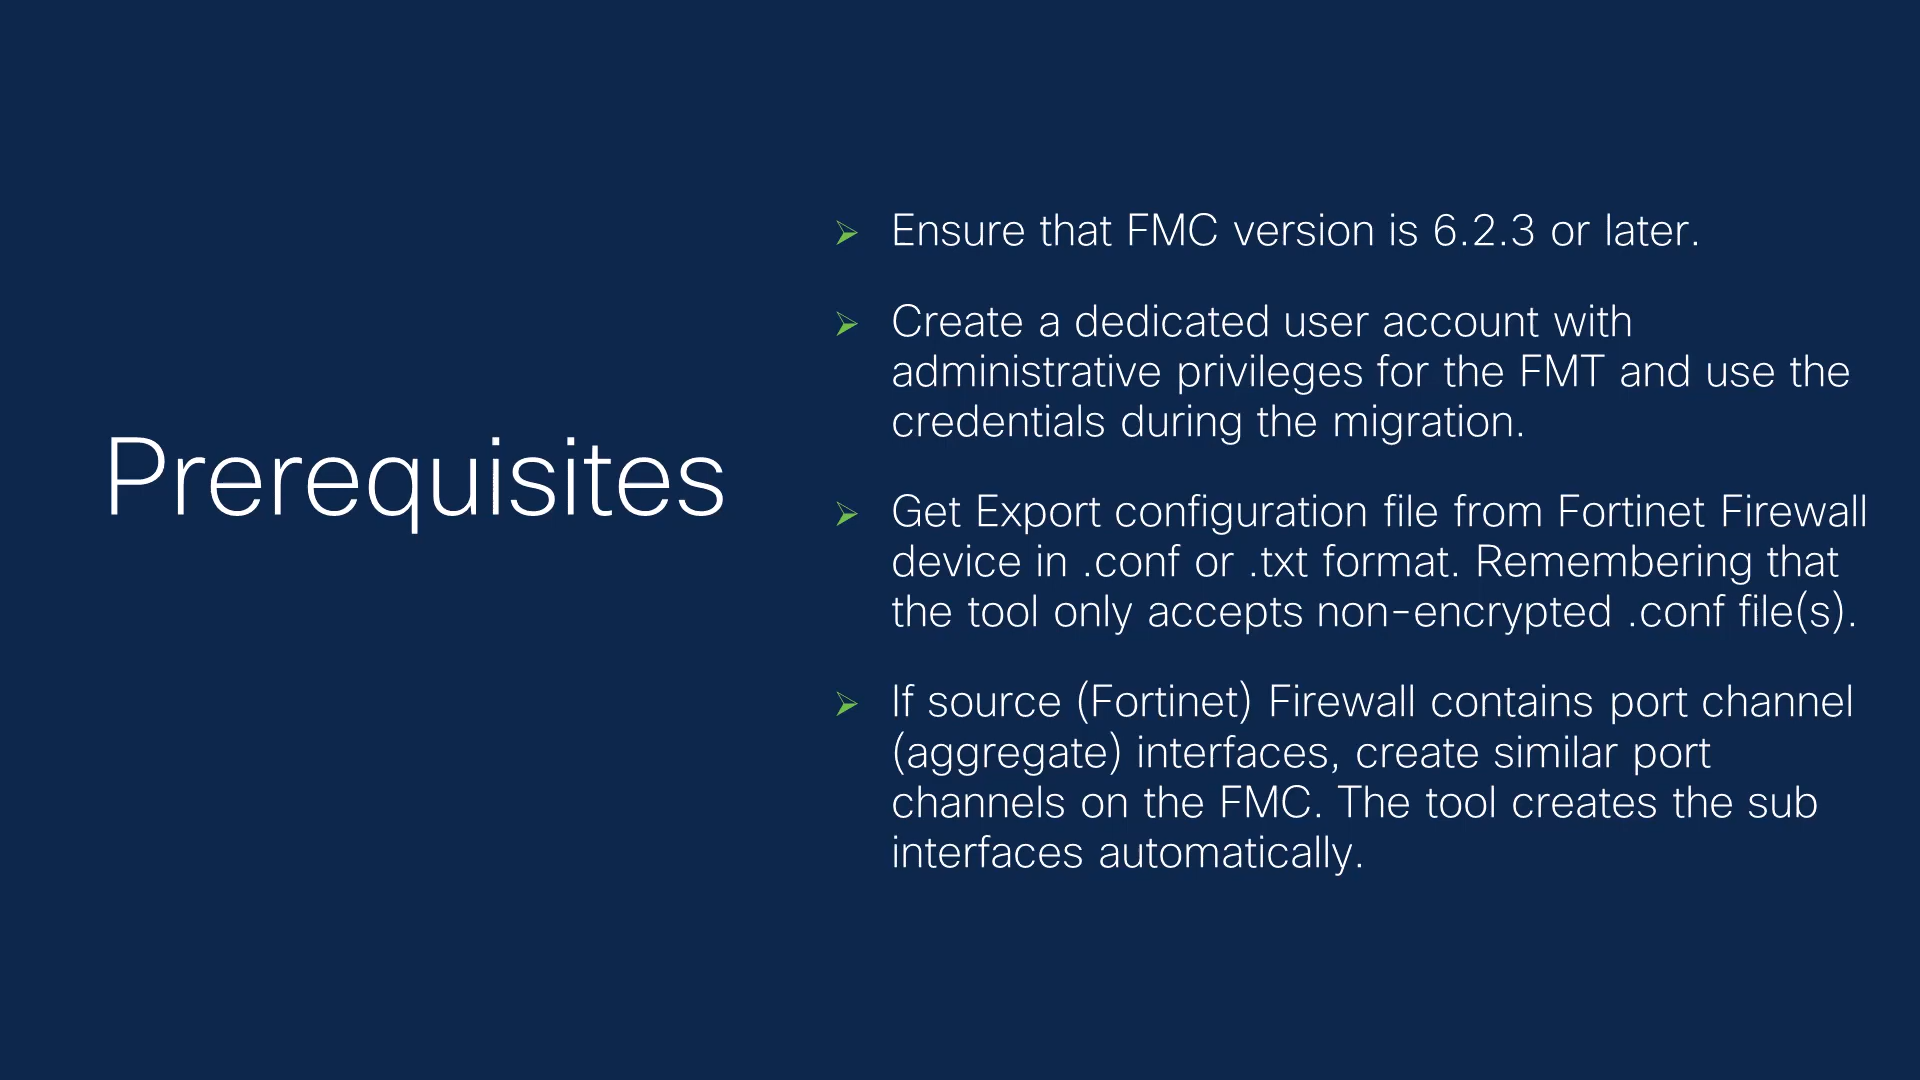 Prerequisites
Ensure that FMC version is 6.2.3 or later.
Create a dedicated user account with
administrative privileges for the FMT and use the
credentials during the migration.
Get Export configuration file from Fortinet Firewall
device in .conf or .txt format. Remembering that
the tool only accepts non-encrypted .conf file(s).
If source (Fortinet) Firewall contains port channel
(aggregate) interfaces, create similar port
channels on the FMC. The tool creates the sub
interfaces automatically.